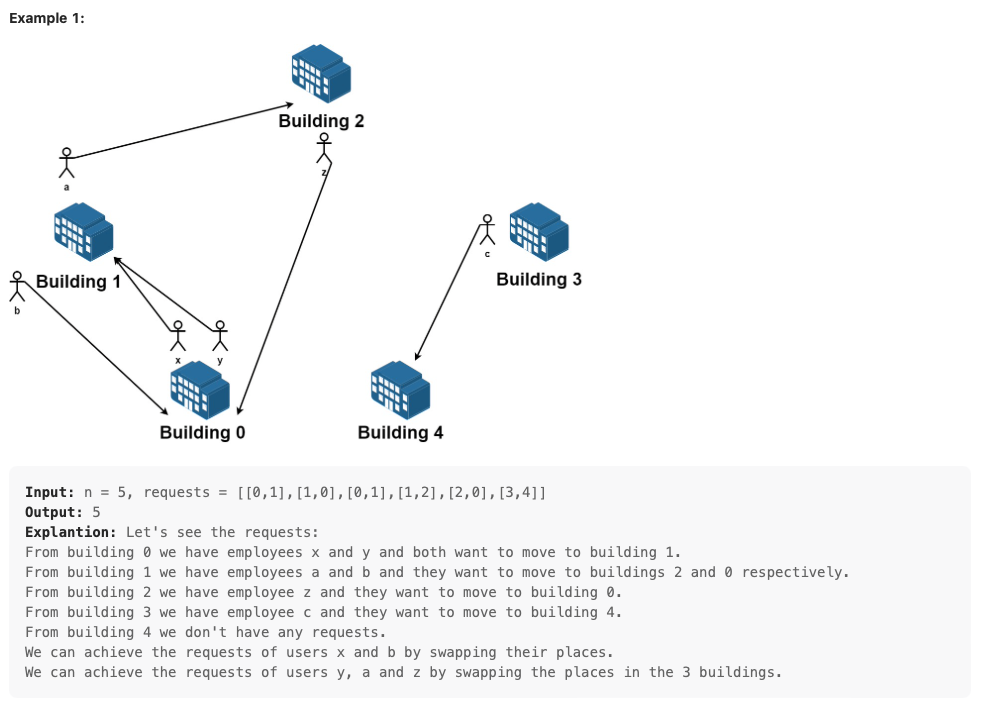 Example 1:
Building 2
a
z
Building 1
c
Building 3
b
x
y
Building 0
Building 4
Input: n = 5, requests = [[0,1],[1,0],[0,1],[1,2],[2,0],[3,4]]
Output: 5
Explantion: Let's see the requests:
From building 0 we have employees x and y and both want to move to building 1.
From building 1 we have employees a and b and they want to move to buildings 2 and 0 respectively.
From building 2 we have employee z and they want to move to building 0.
From building 3 we have employee c and they want to move to building 4.
From building 4 we don't have any requests.
We can achieve the requests of users x and b by swapping their places.
We can achieve the requests of users y, a and z by swapping the places in the 3 buildings.